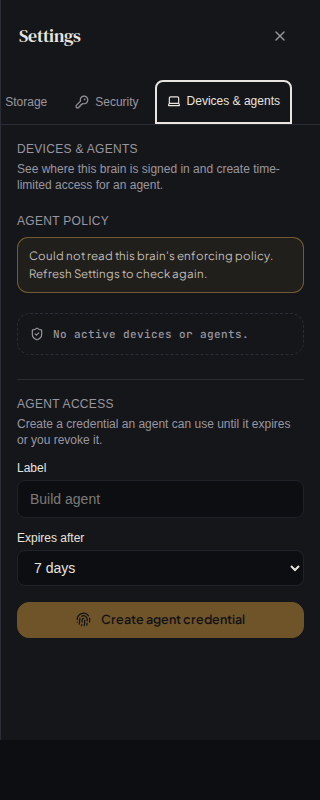 Settings
Storage
Security
Devices & agents
DEVICES & AGENTS
See where this brain is signed in and create time-
limited access for an agent.
AGENT POLICY
Could not read this brain's enforcing policy.
Refresh Settings to check again.
No active devices or agents.
AGENT ACCESS
Create a credential an agent can use until it expires
or you revoke it.
Label
Build agent
Expires after
7 days
Create agent credential